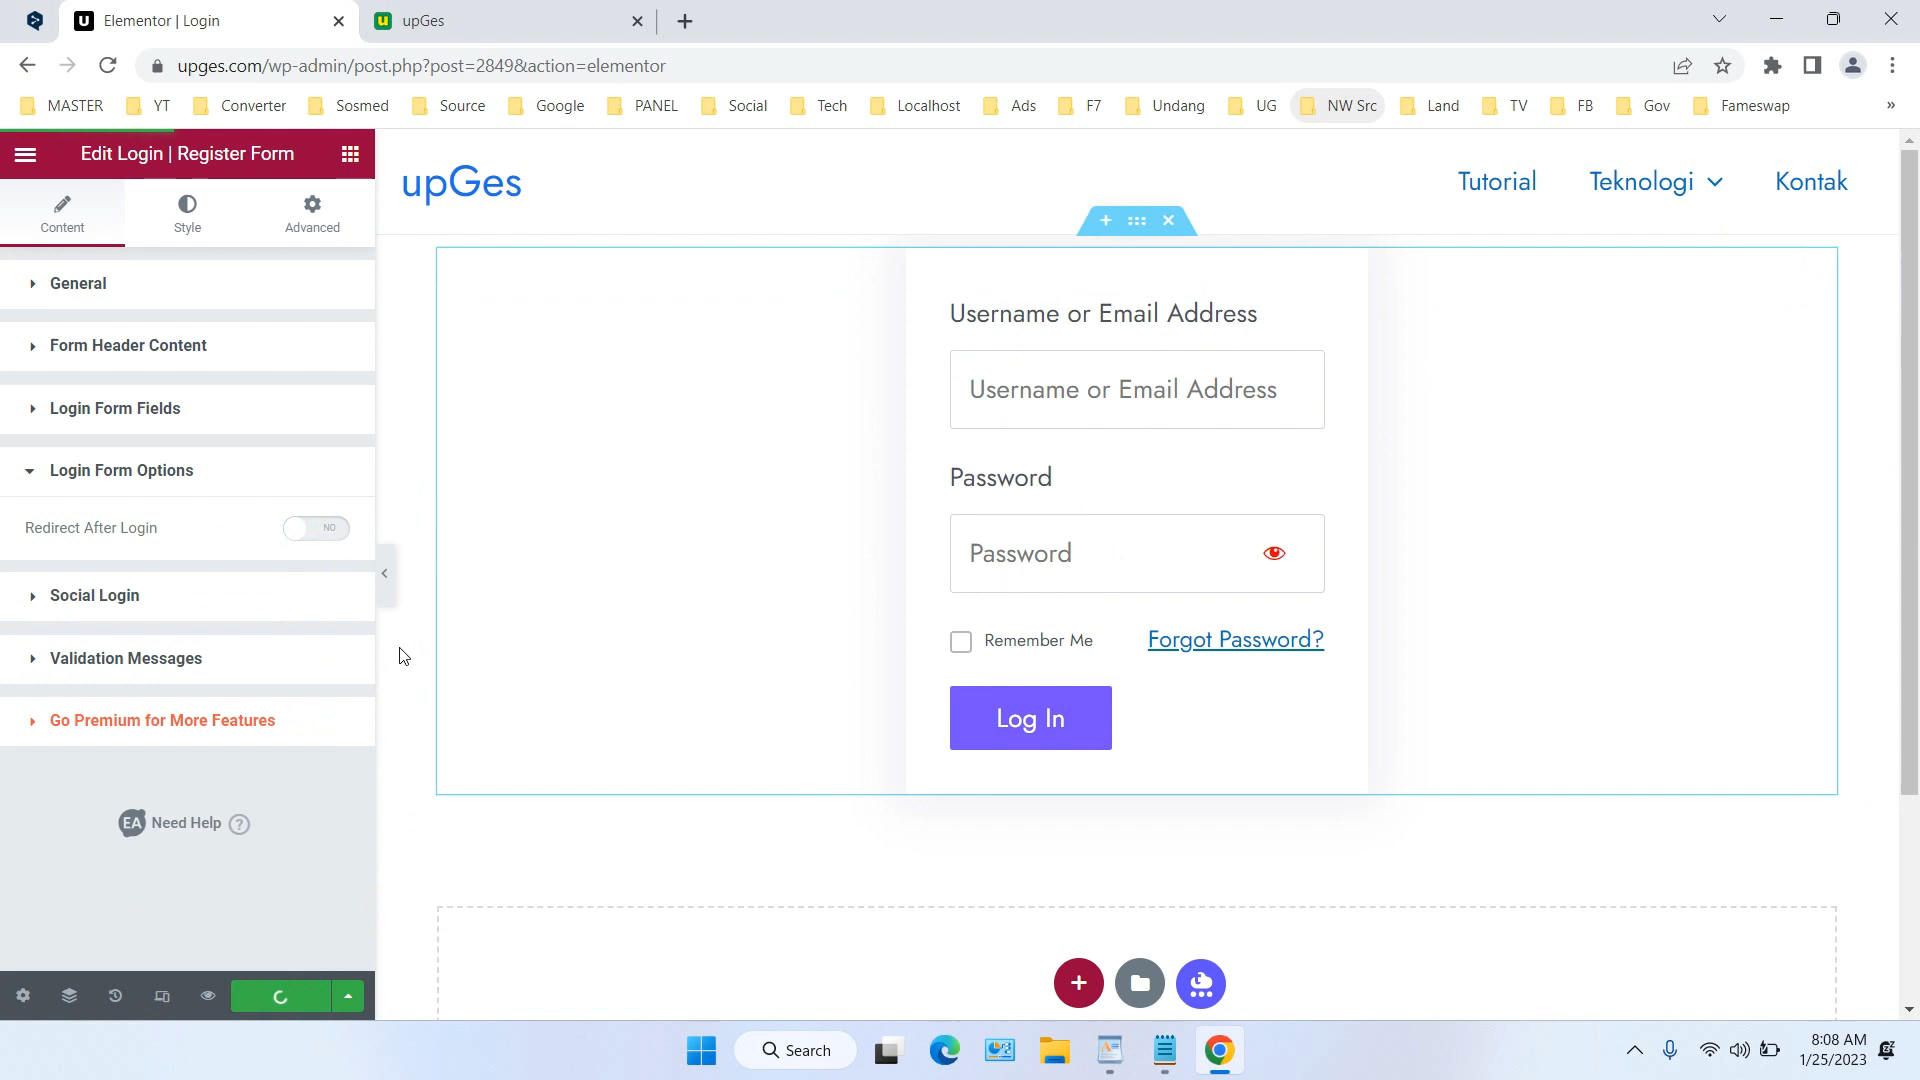 Elementor | Login
upGes
upges.com/wp-admin/post.php?post=2849&action=elementor
MASTER YT Converter Sosmed Source Google PANEL Social Tech Localhost Ads F7 Undang UG NW Src Land TV FB Gov Fameswap »
Edit Login | Register Form
Content Style Advanced
General
Form Header Content
Login Form Fields
Login Form Options
Redirect After Login NO
Social Login
Validation Messages
Go Premium for More Features
EA Need Help ?
upGes
Tutorial Teknologi Kontak
Username or Email Address
Username or Email Address
Password
Password
Remember Me Forgot Password?
Log In
Search
8:08 AM
1/25/2023